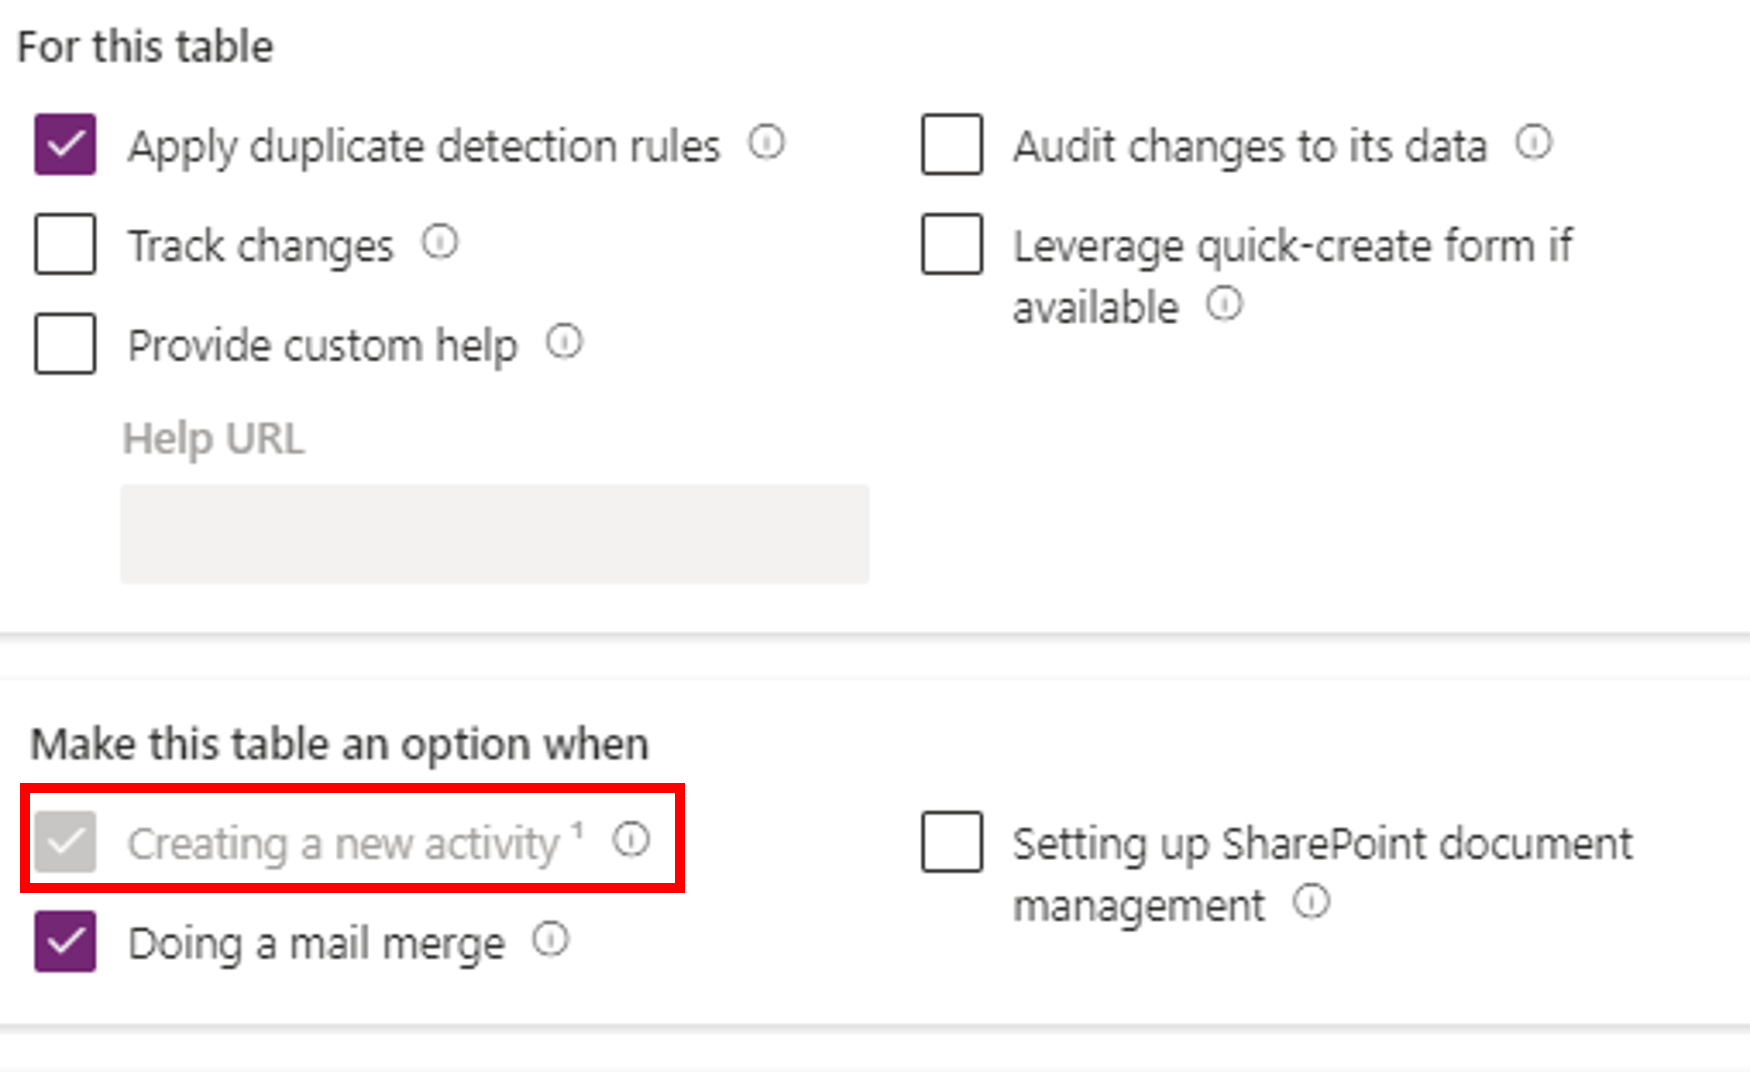 For this table
Apply duplicate detection rules
Audit changes to its data
Track changes
Leverage quick-create form if
available
Provide custom help
Help URL
Make this table an option when
Creating a new activity ¹
Setting up SharePoint document
management
Doing a mail merge